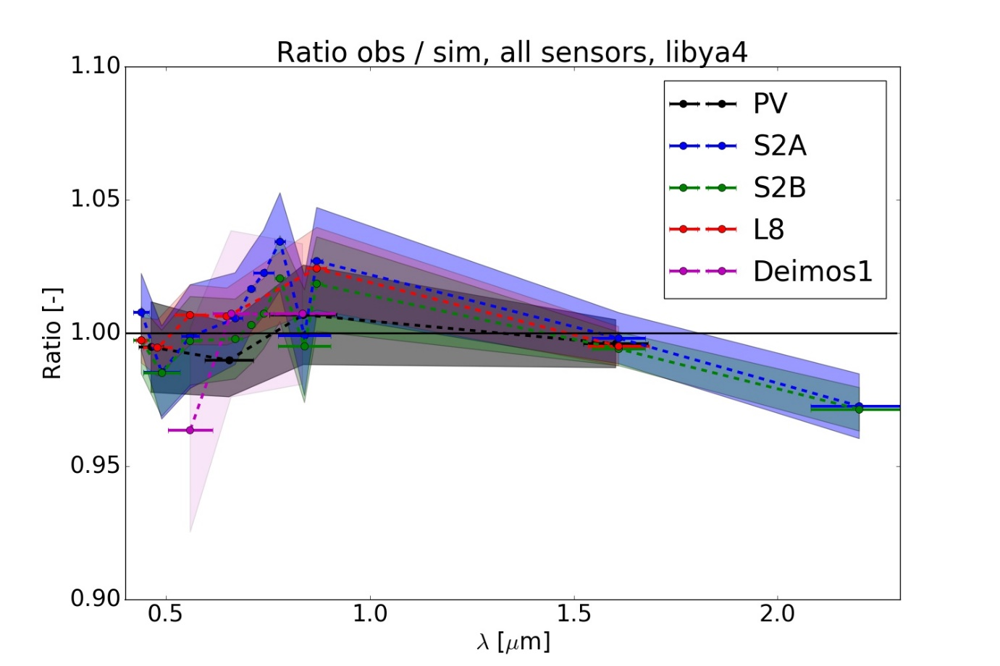 Ratio obs / sim, all sensors, libya4
1.10
1.05
1.00
0.95
0.90
Ratio [-]
PV
S2A
S2B
L8
Deimos1
0.5 1.0 1.5 2.0
λ [μm]